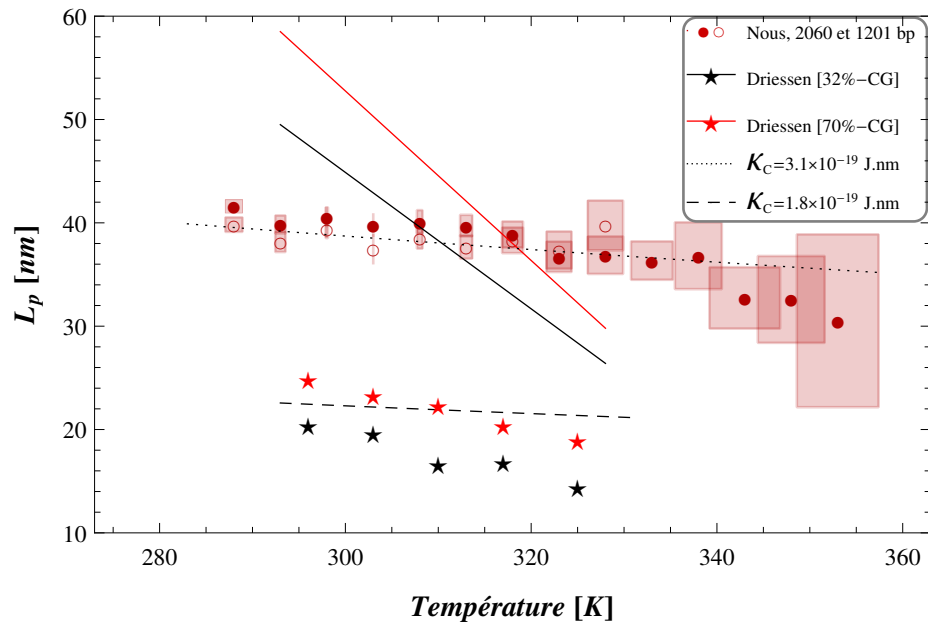 60
50
40
30
20
10
L_p [nm]
280
300
320
340
360
Température [K]
Nous, 2060 et 1201 bp
Driessen [32%−CG]
Driessen [70%−CG]
K_C=3.1×10⁻¹⁹ J.nm
K_C=1.8×10⁻¹⁹ J.nm